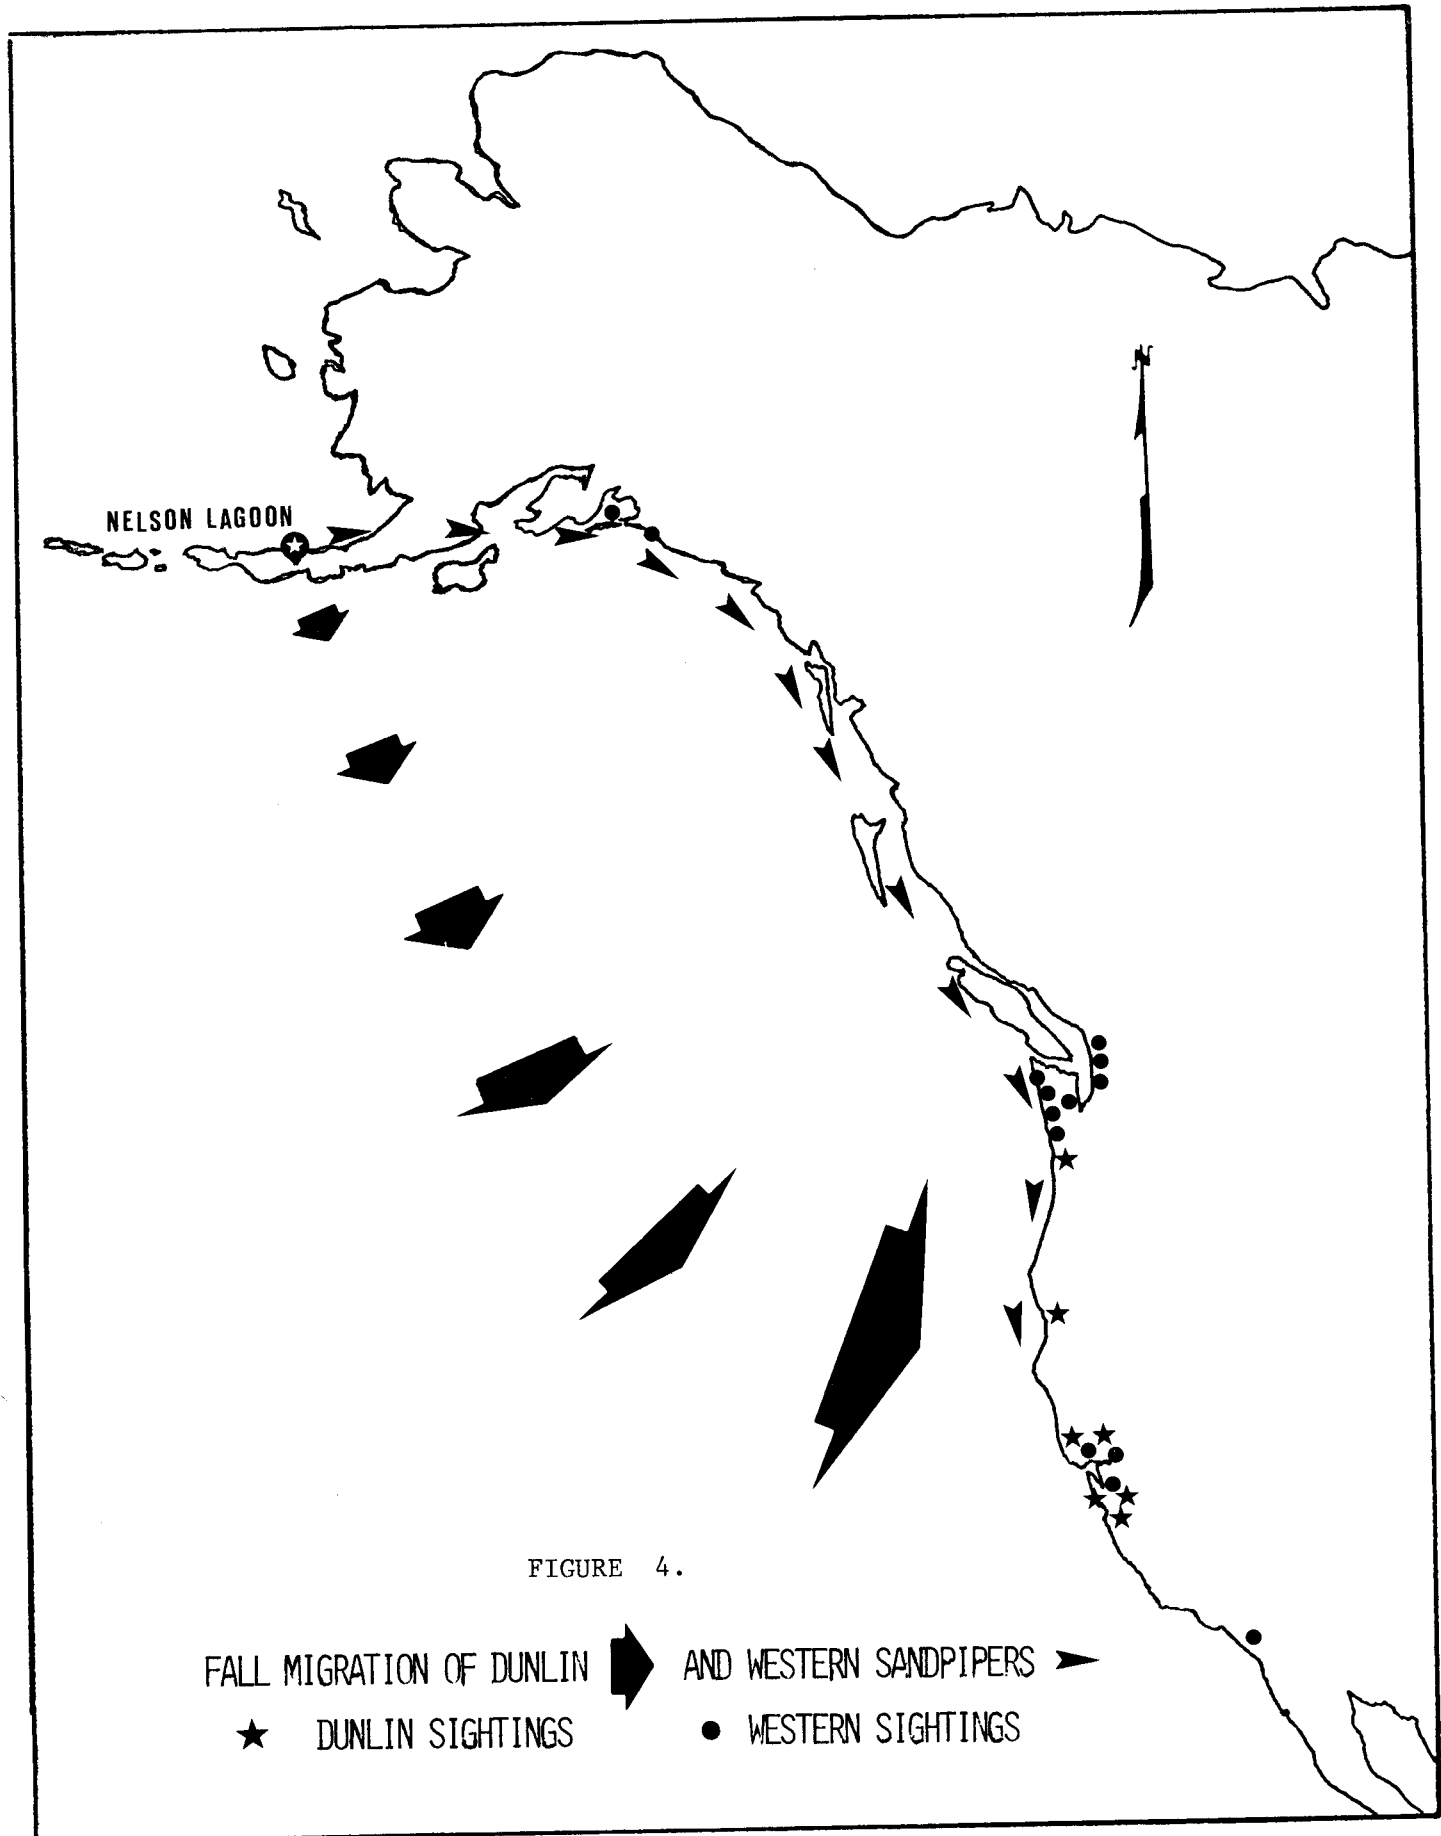 N
NELSON LAGOON
FIGURE 4.
FALL MIGRATION OF DUNLIN AND WESTERN SANDPIPERS
DUNLIN SIGHTINGS WESTERN SIGHTINGS